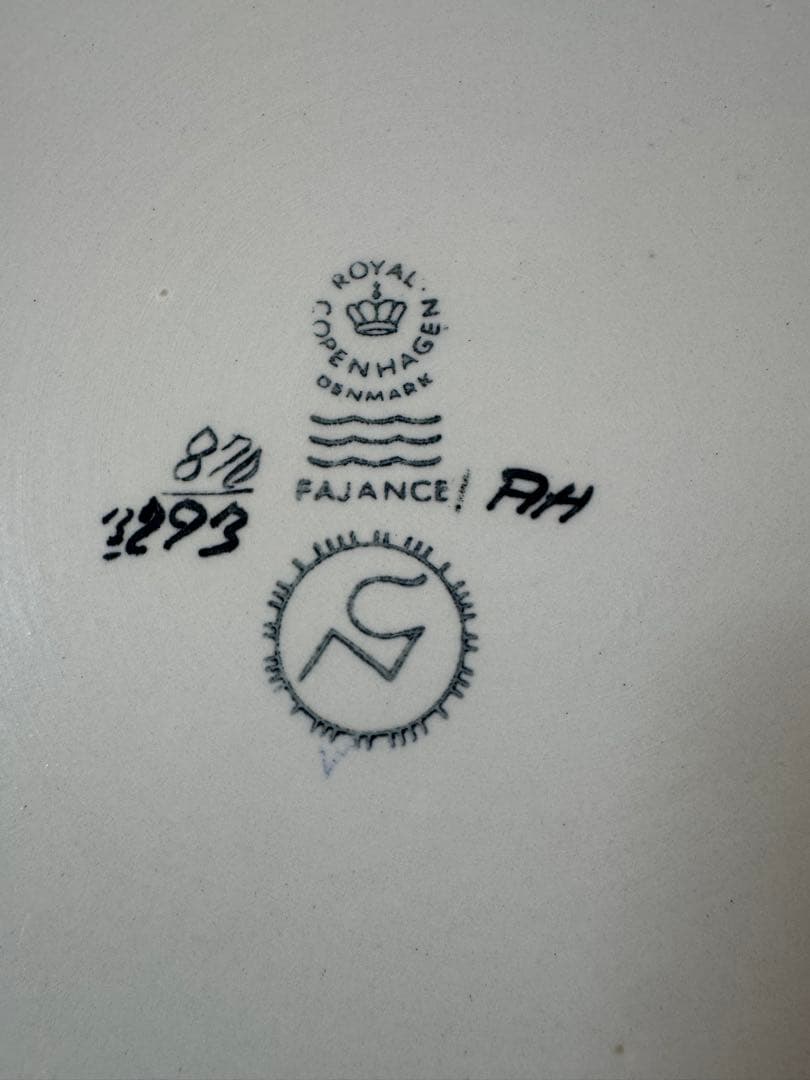 ROYAL
COPENHAGEN
DENMARK
870
3293
FAJANCE
AH